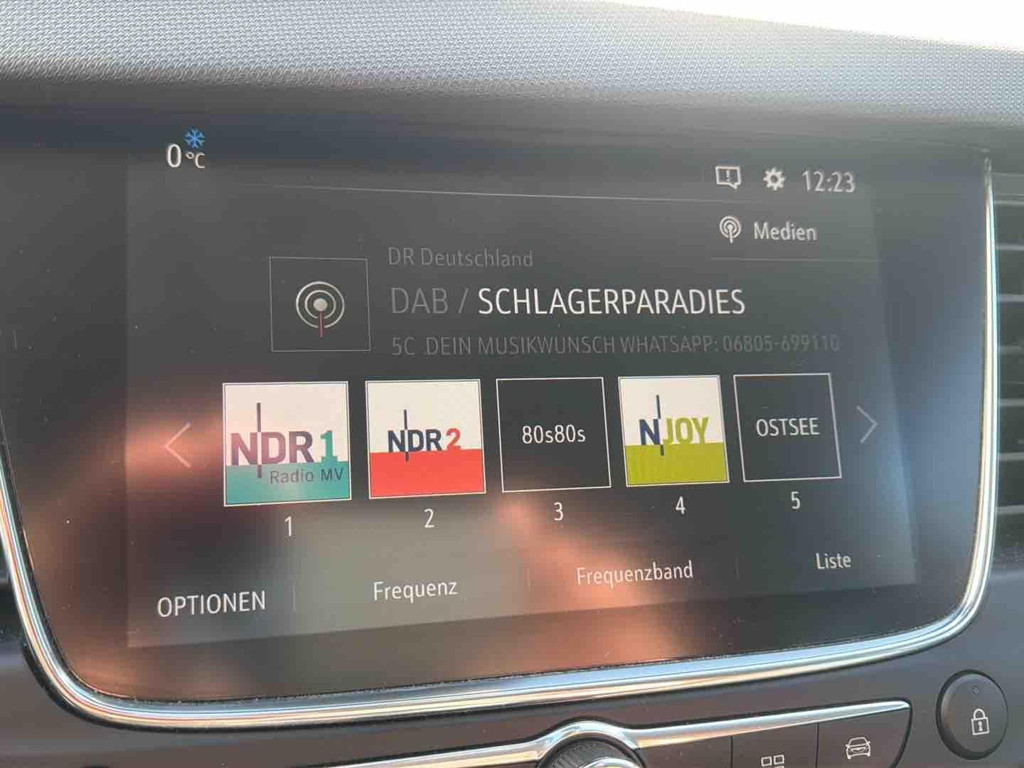 0 °C
12:23
Medien
DR Deutschland
DAB / SCHLAGERPARADIES
5C DEIN MUSIKWUNSCH WHATSAPP: 06805-699110
NDR 1
Radio MV
NDR 2
80s80s
N JOY
OSTSEE
1 2 3 4 5
OPTIONEN Frequenz Frequenzband Liste